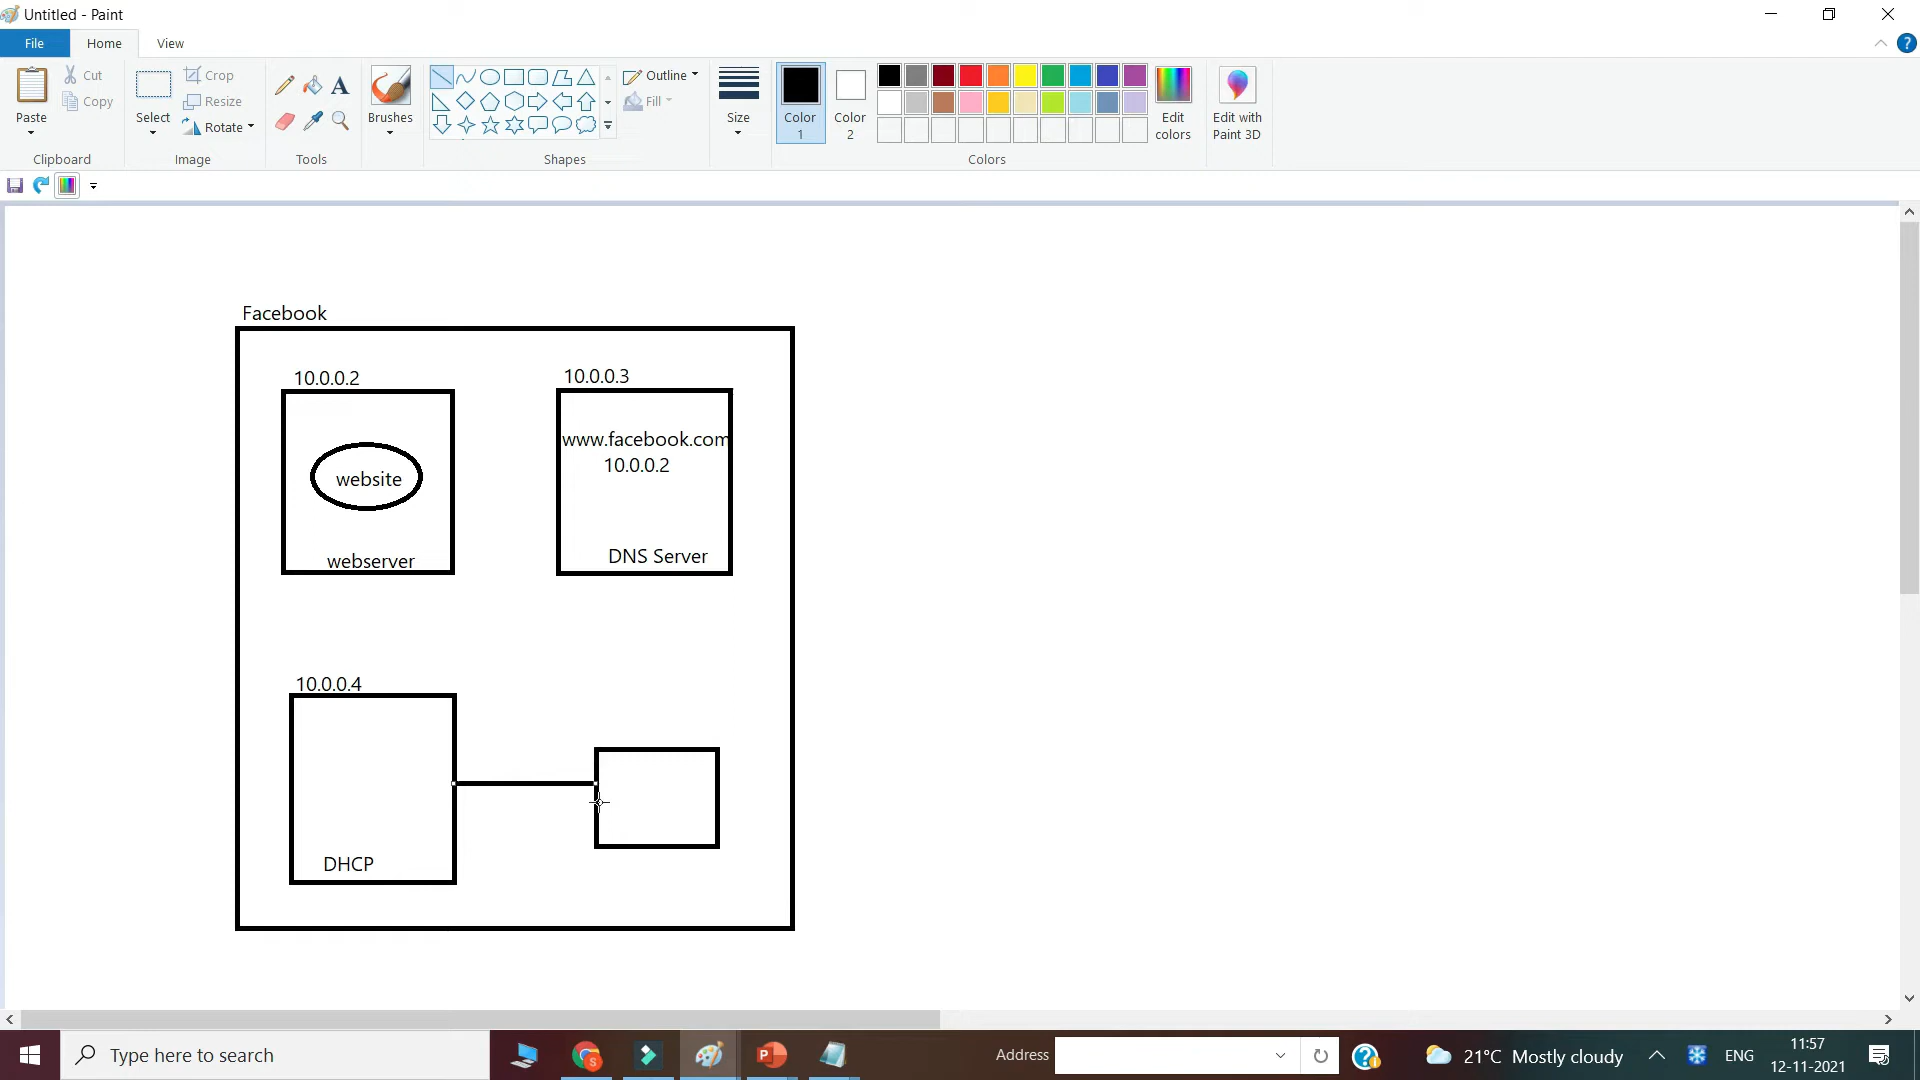 Untitled - Paint
File
Home
View
Paste
Cut
Copy
Clipboard
Select
Crop
Resize
Rotate
Image
A
Tools
Brushes
Outline
Fill
Shapes
Size
Color
1
Color
2
Edit
colors
Colors
Edit with
Paint 3D
?
Facebook
10.0.0.2
website
webserver
10.0.0.3
www.facebook.com
10.0.0.2
DNS Server
10.0.0.4
DHCP
Type here to search
Address
21°C Mostly cloudy
ENG
11:57
12-11-2021